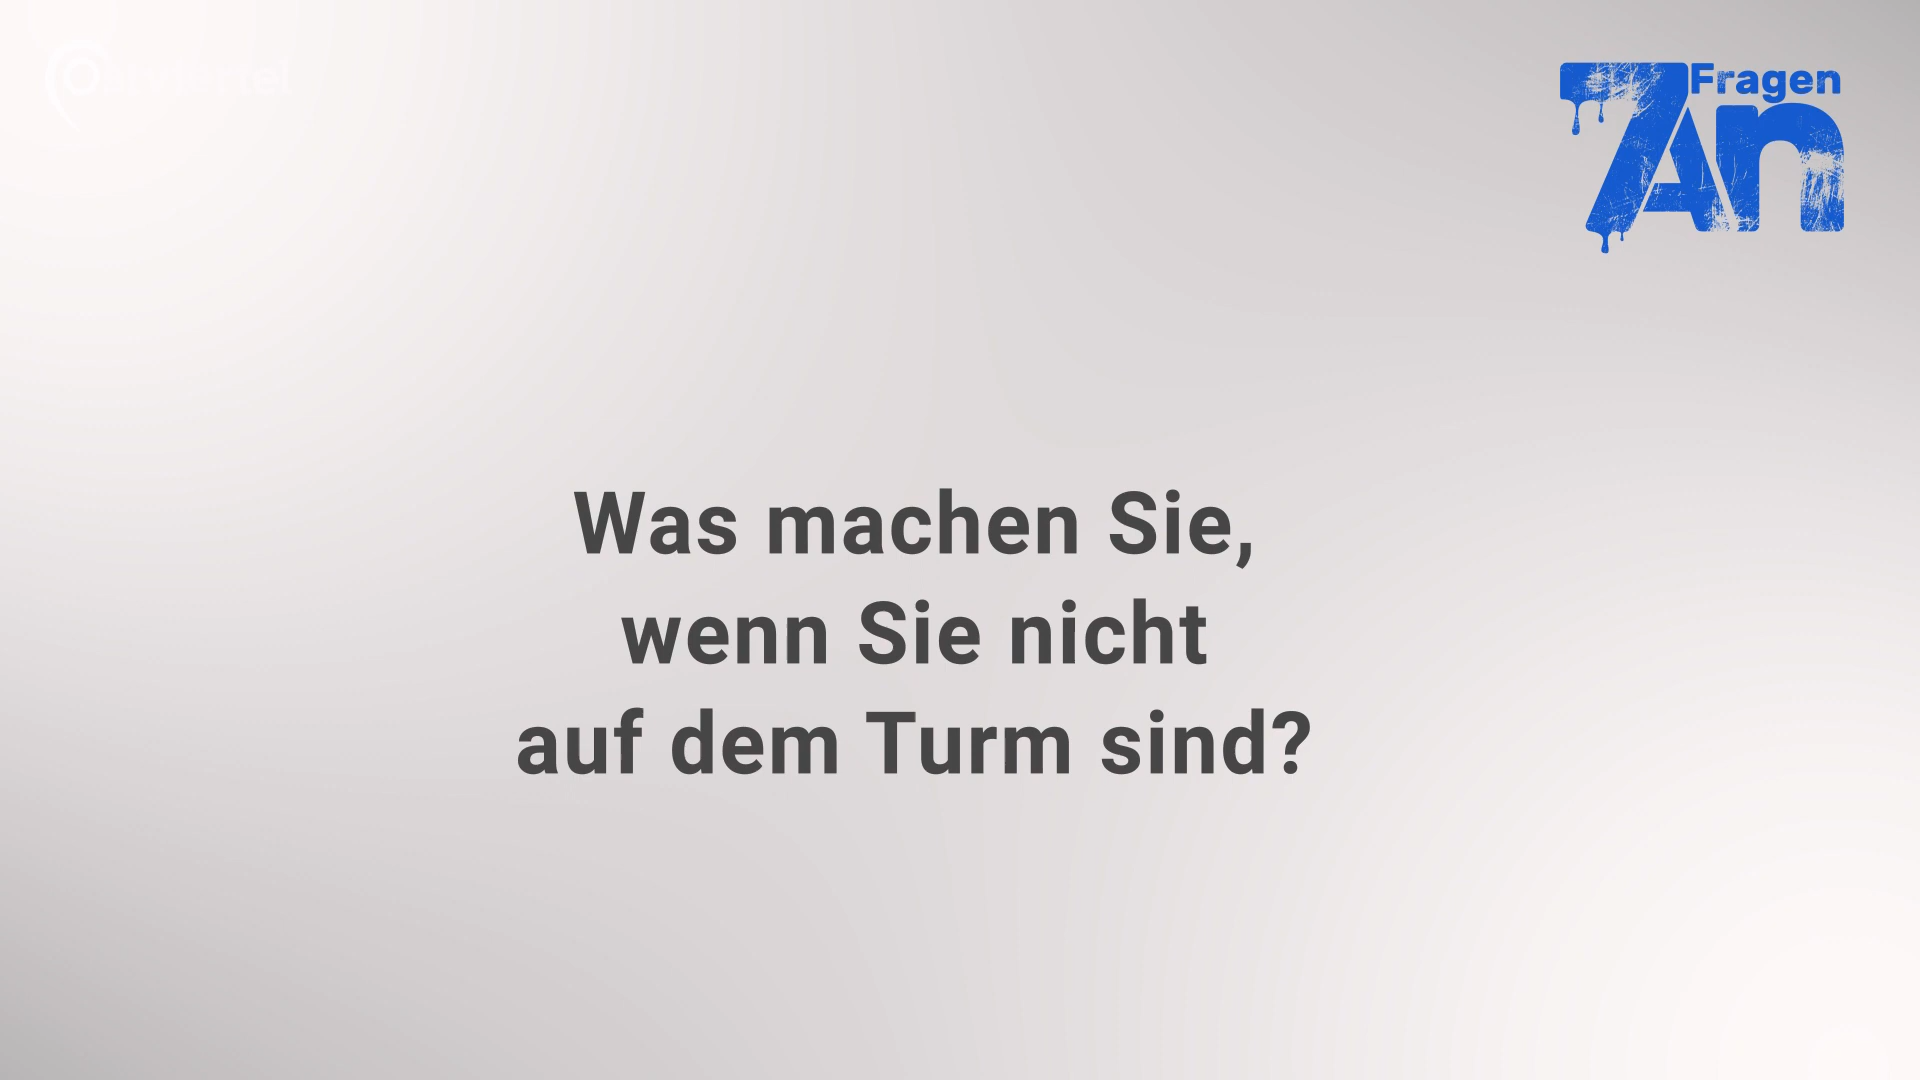 Fragen
7An
Was machen Sie,
wenn Sie nicht
auf dem Turm sind?